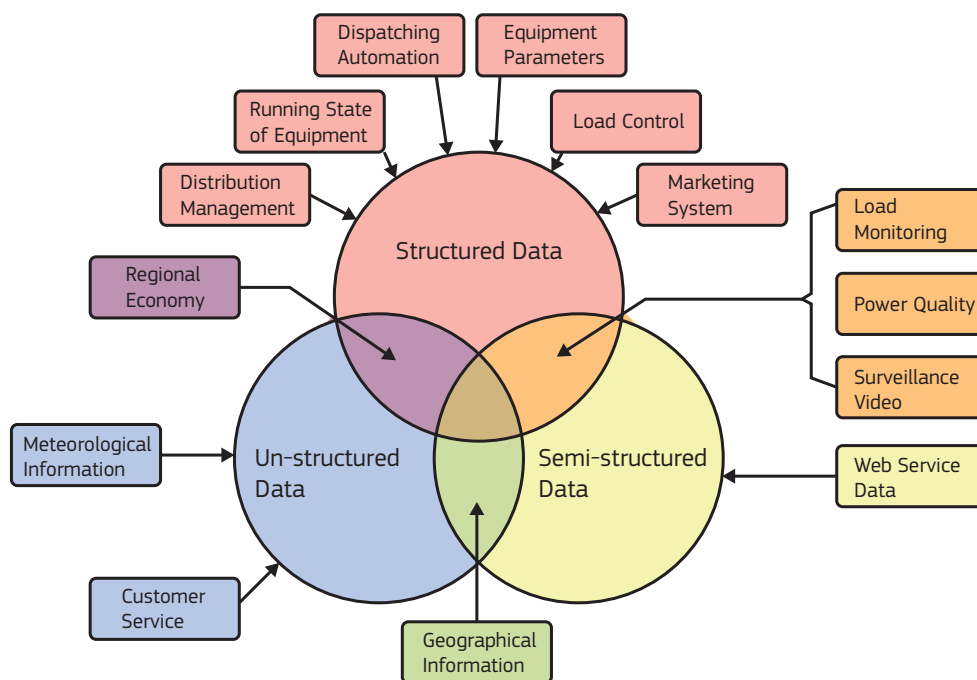 Dispatching
Automation
Equipment
Parameters
Running State
of Equipment
Load Control
Distribution
Management
Marketing
System
Load
Monitoring
Structured Data
Regional
Economy
Power Quality
Surveillance
Video
Meteorological
Information
Un-structured
Data
Semi-structured
Data
Web Service
Data
Customer
Service
Geographical
Information